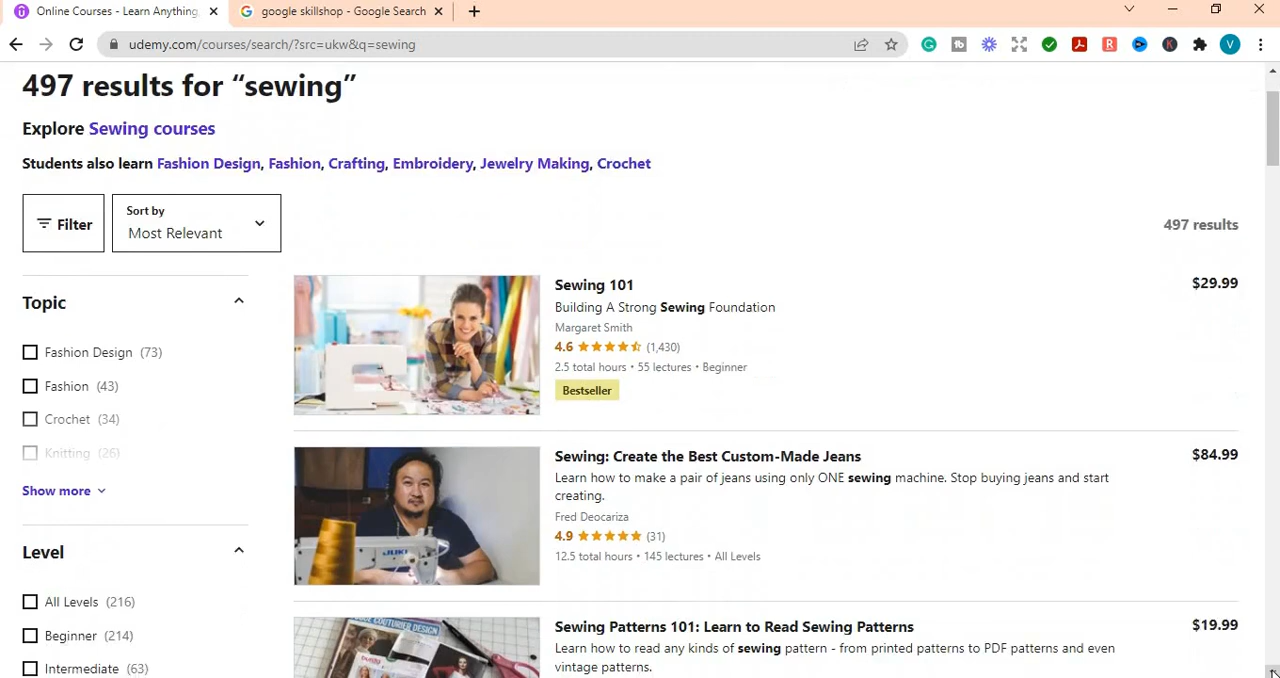 Online Courses - Learn Anything,
google skillshop - Google Search
udemy.com/courses/search/?src=ukw&q=sewing
V
497 results for “sewing”
Explore Sewing courses
Students also learn Fashion Design, Fashion, Crafting, Embroidery, Jewelry Making, Crochet
Filter
Sort by
Most Relevant
497 results
Topic
Fashion Design (73)
Fashion (43)
Crochet (34)
Knitting (26)
Show more
Level
All Levels (216)
Beginner (214)
Intermediate (63)
Sewing 101
$29.99
Building A Strong Sewing Foundation
Margaret Smith
4.6 (1,430)
2.5 total hours • 55 lectures • Beginner
Bestseller
JUKI
Sewing: Create the Best Custom-Made Jeans
$84.99
Learn how to make a pair of jeans using only ONE sewing machine. Stop buying jeans and start
creating.
Fred Deocariza
4.9 (31)
12.5 total hours • 145 lectures • All Levels
Sewing Patterns 101: Learn to Read Sewing Patterns
$19.99
Learn how to read any kinds of sewing pattern - from printed patterns to PDF patterns and even
vintage patterns.